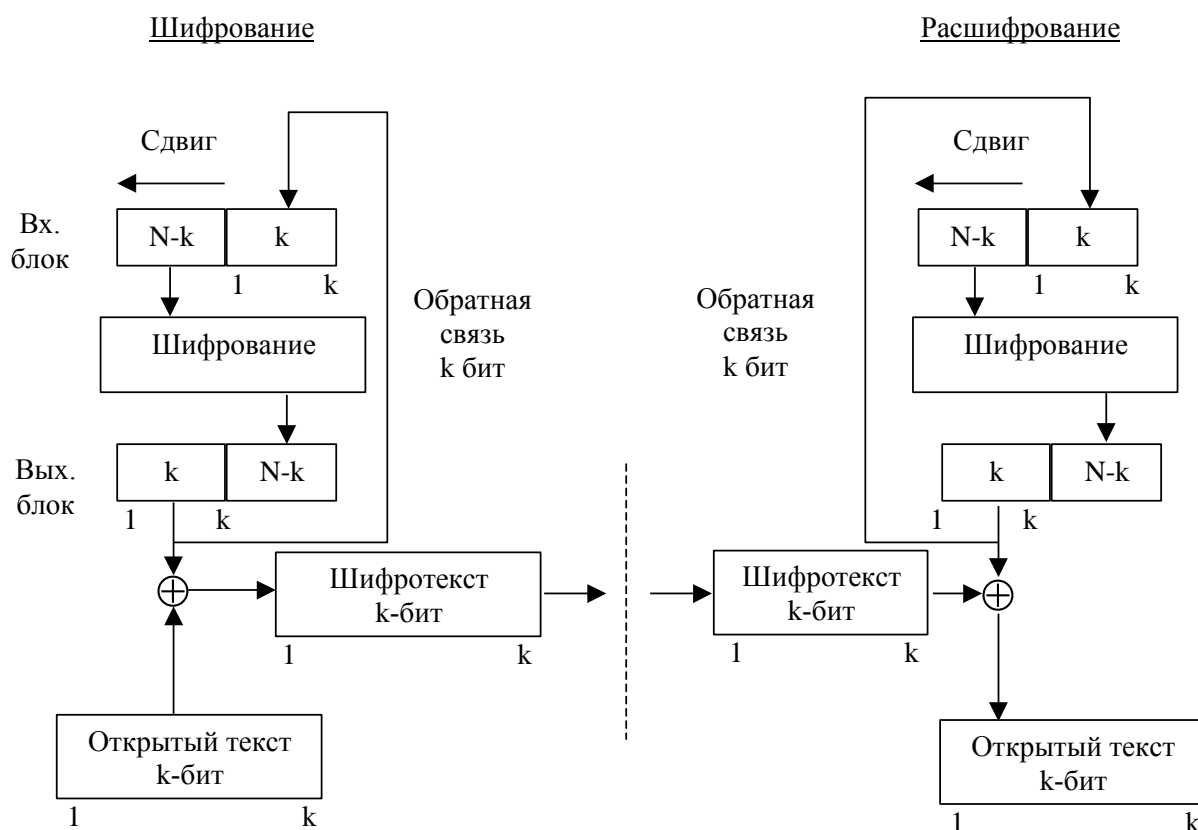 Шифрование
Расшифрование
Сдвиг
Сдвиг
Вх.
блок
N-k
k
N-k
k
1
k
1
k
Обратная
связь
k бит
Обратная
связь
k бит
Шифрование
Шифрование
Вых.
блок
k
N-k
k
N-k
1
k
1
k
Шифротекст
k-бит
Шифротекст
k-бит
1
k
1
k
Открытый текст
k-бит
Открытый текст
k-бит
1
k
1
k